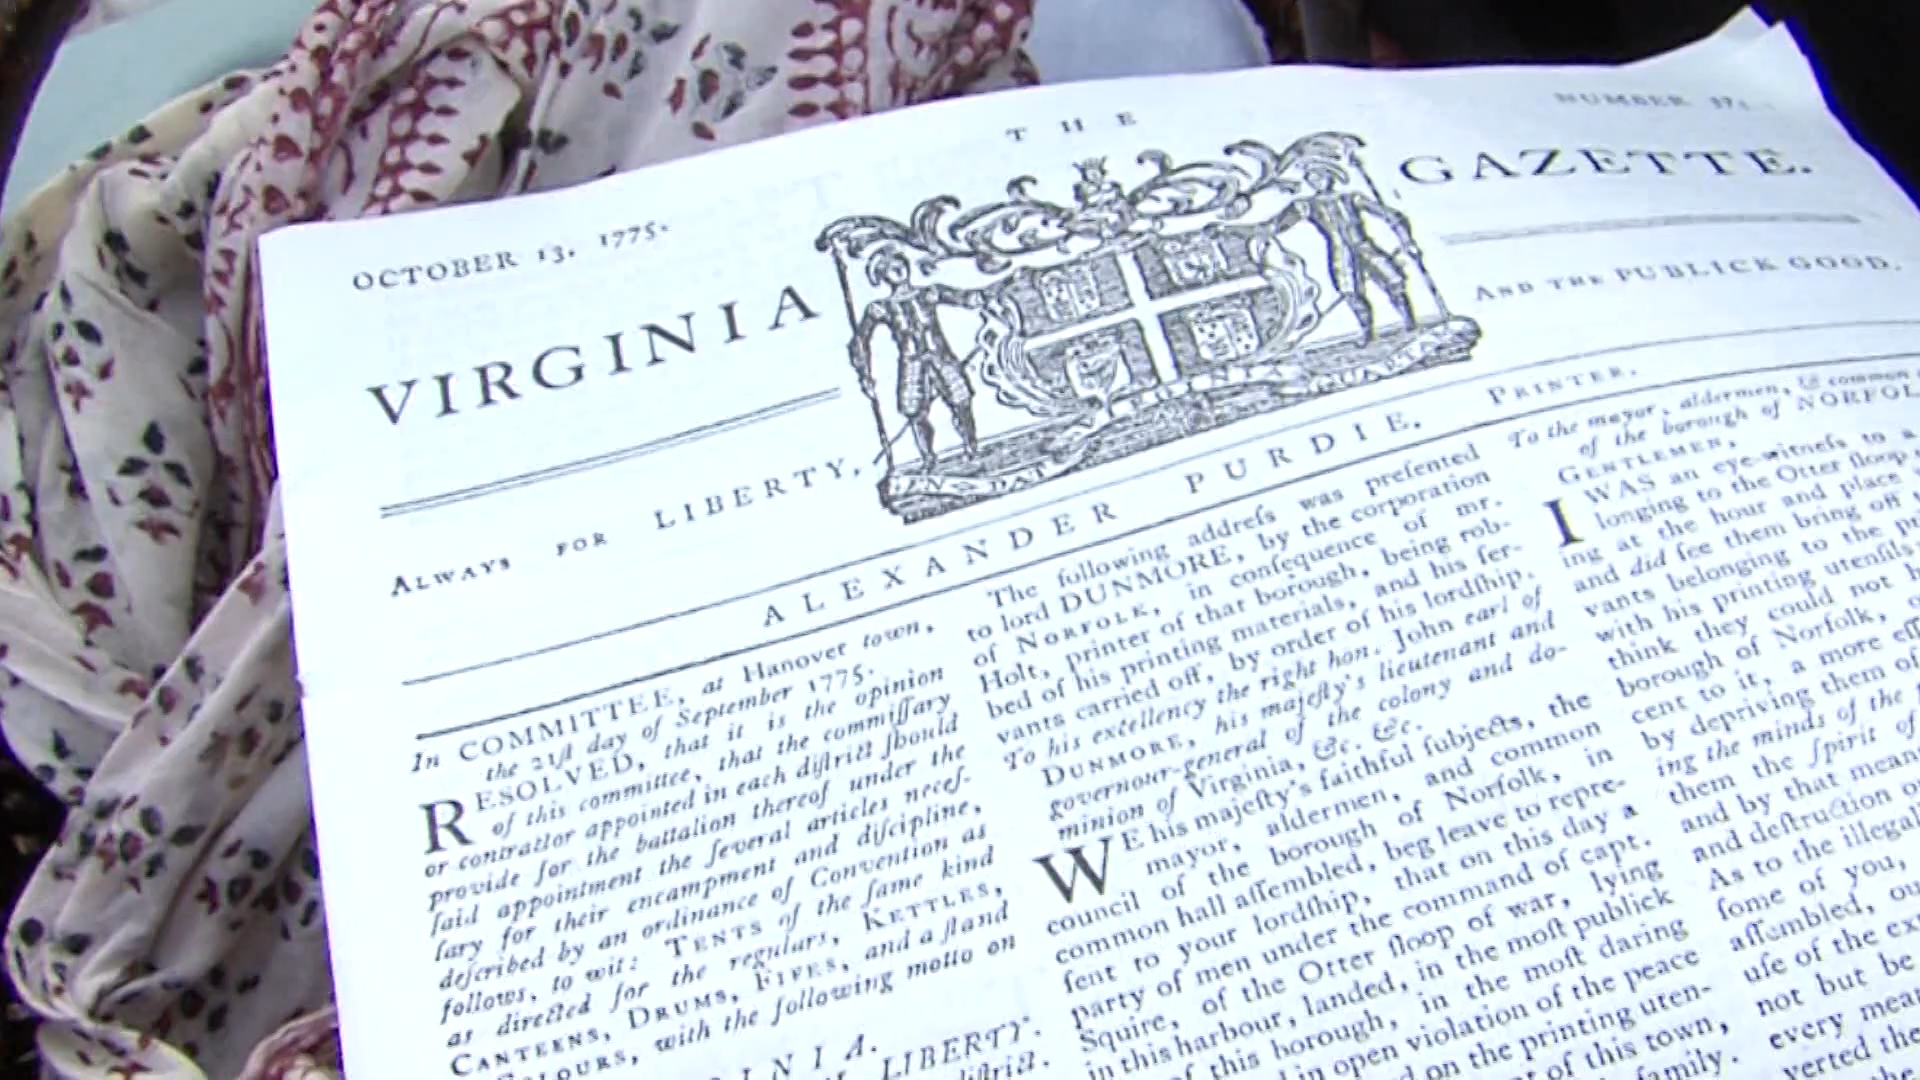 THE
NUMBER
OCTOBER 13, 1775.
VIRGINIA GAZETTE.
ALWAYS FOR LIBERTY, AND THE PUBLICK GOOD.
ALEXANDER PURDIE, PRINTER.
In COMMITTEE, at Hanover town,
the 21ſt day of September 1775.
RESOLVED, that it is the opinion
of this committee, that the commiſſary
or contractor appointed in each diſtrict ſhould
provide for the battalion thereof under the
ſaid appointment the ſeveral articles neceſ-
ſary for their encampment and diſcipline,
deſcribed by an ordinance of Convention as
follows, to wit: TENTS of the ſame kind
as directed for the regulars, KETTLES,
CANTEENS, DRUMS, FIFES, and a ſtand
COLOURS, with the following motto on
INIA.
LIBERTY.
diſtrict.
The following addreſs was preſented
to lord DUNMORE, by the corporation
of NORFOLK, in conſequence of mr.
Holt, printer of that borough, being rob-
bed of his printing materials, and his ſer-
vants carried off, by order of his lordſhip.
To his excellency the right hon. John earl of
DUNMORE, his majeſty's lieutenant and
governour-general of the colony and do-
minion of Virginia, &c. &c.
WE his majeſty's faithful ſubjects, the
mayor, aldermen, and common
council of the borough of Norfolk, in
common hall aſſembled, beg leave to repre-
ſent to your lordſhip, that on this day a
party of men under the command of capt.
Squire, of the Otter ſloop of war, lying
in this harbour, landed, in the moſt publick
of this borough, in the moſt daring
in open violation of the peace
on the printing uten-
of this town,
family.
To the mayor, aldermen, & common
of the borough of NORFOL
GENTLEMEN,
I WAS an eye-witneſs to a
longing to the Otter ſloop
ing at the hour and place
and did ſee them bring off
vants belonging to the
with his printing utenſils
think they could not
borough of Norfolk,
cent to it, a more
by depriving them of
ing the minds of the
them the ſpirit of
and by that mean
and deſtruction
As to the illegal
ſome of you,
aſſembled,
uſe of the
not but be
every
verted the